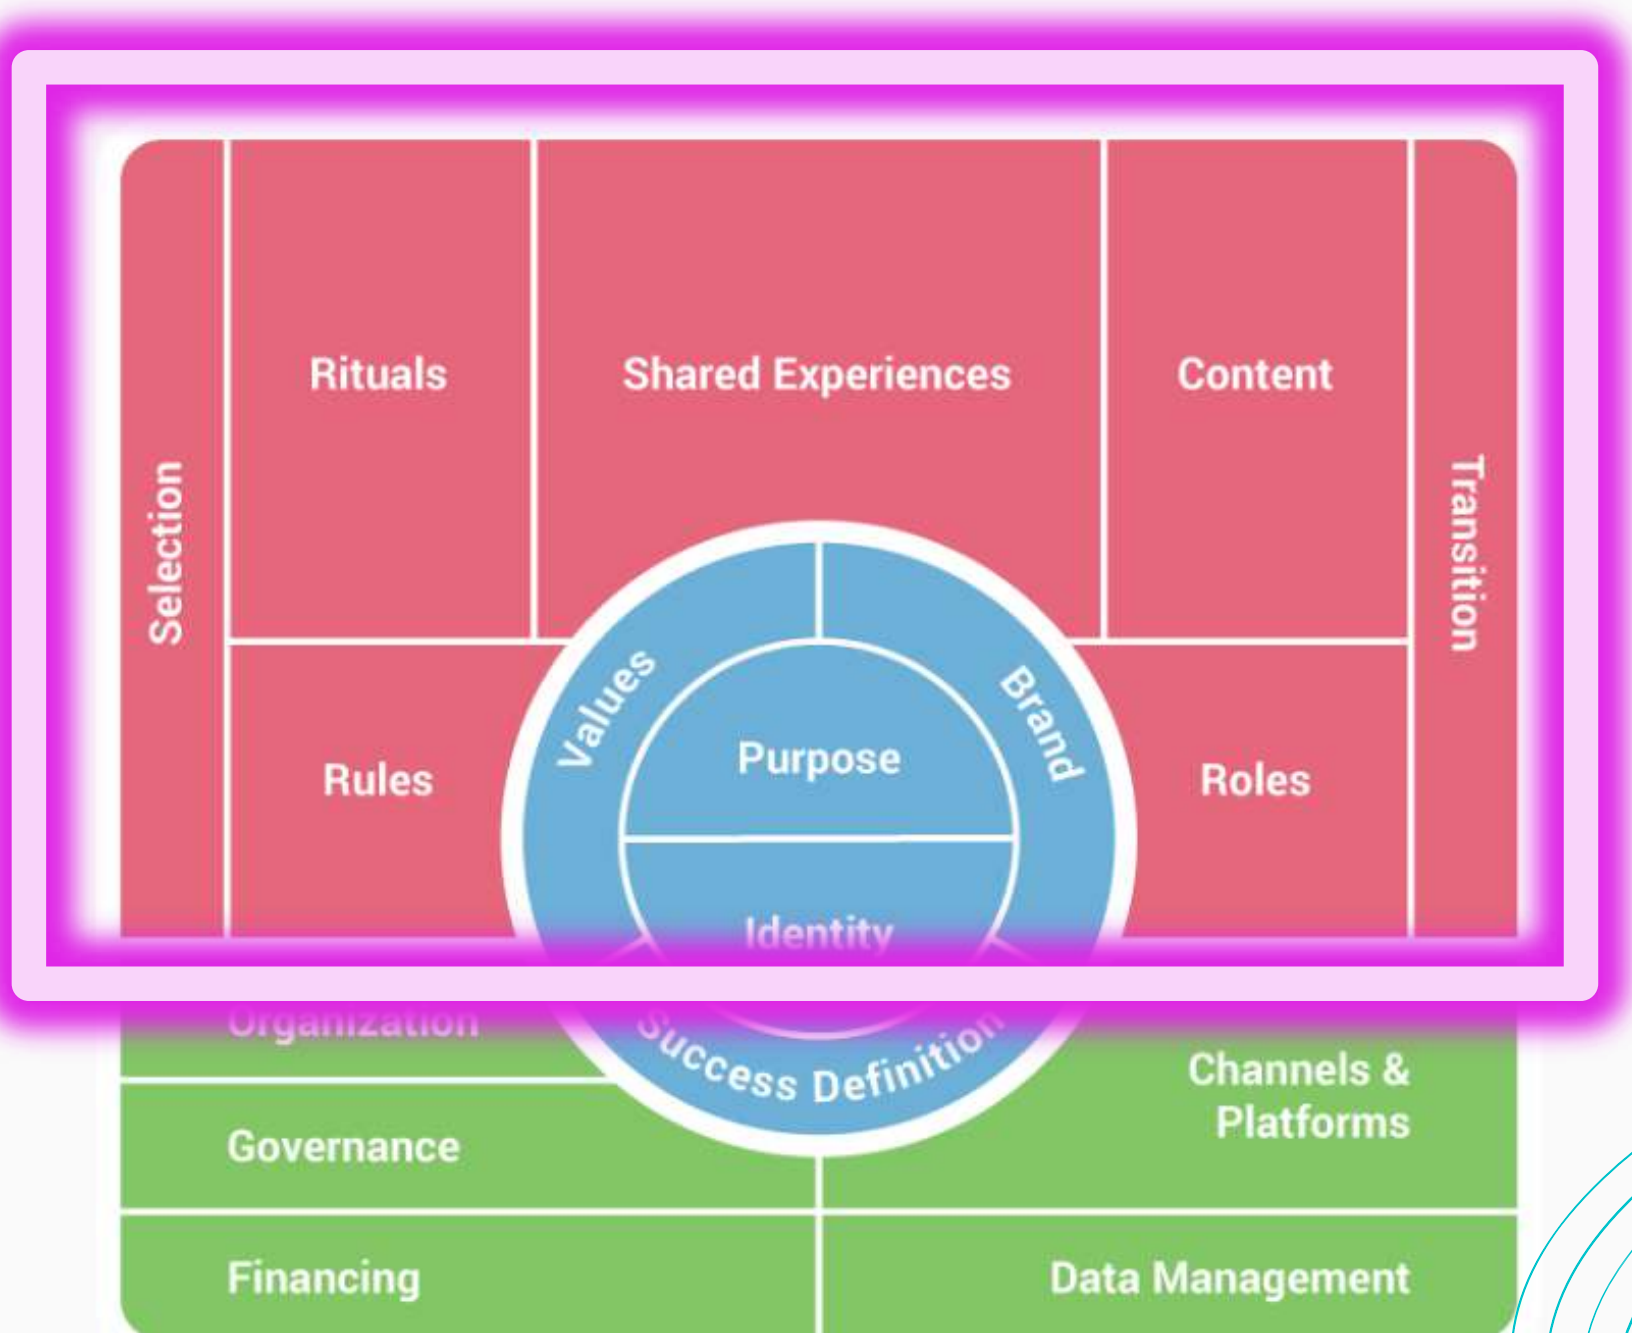 Selection
Rituals
Shared Experiences
Content
Transition
Rules
Values
Purpose
Brand
Roles
Identity
Organization
Success Definition
Channels &
Platforms
Governance
Financing
Data Management